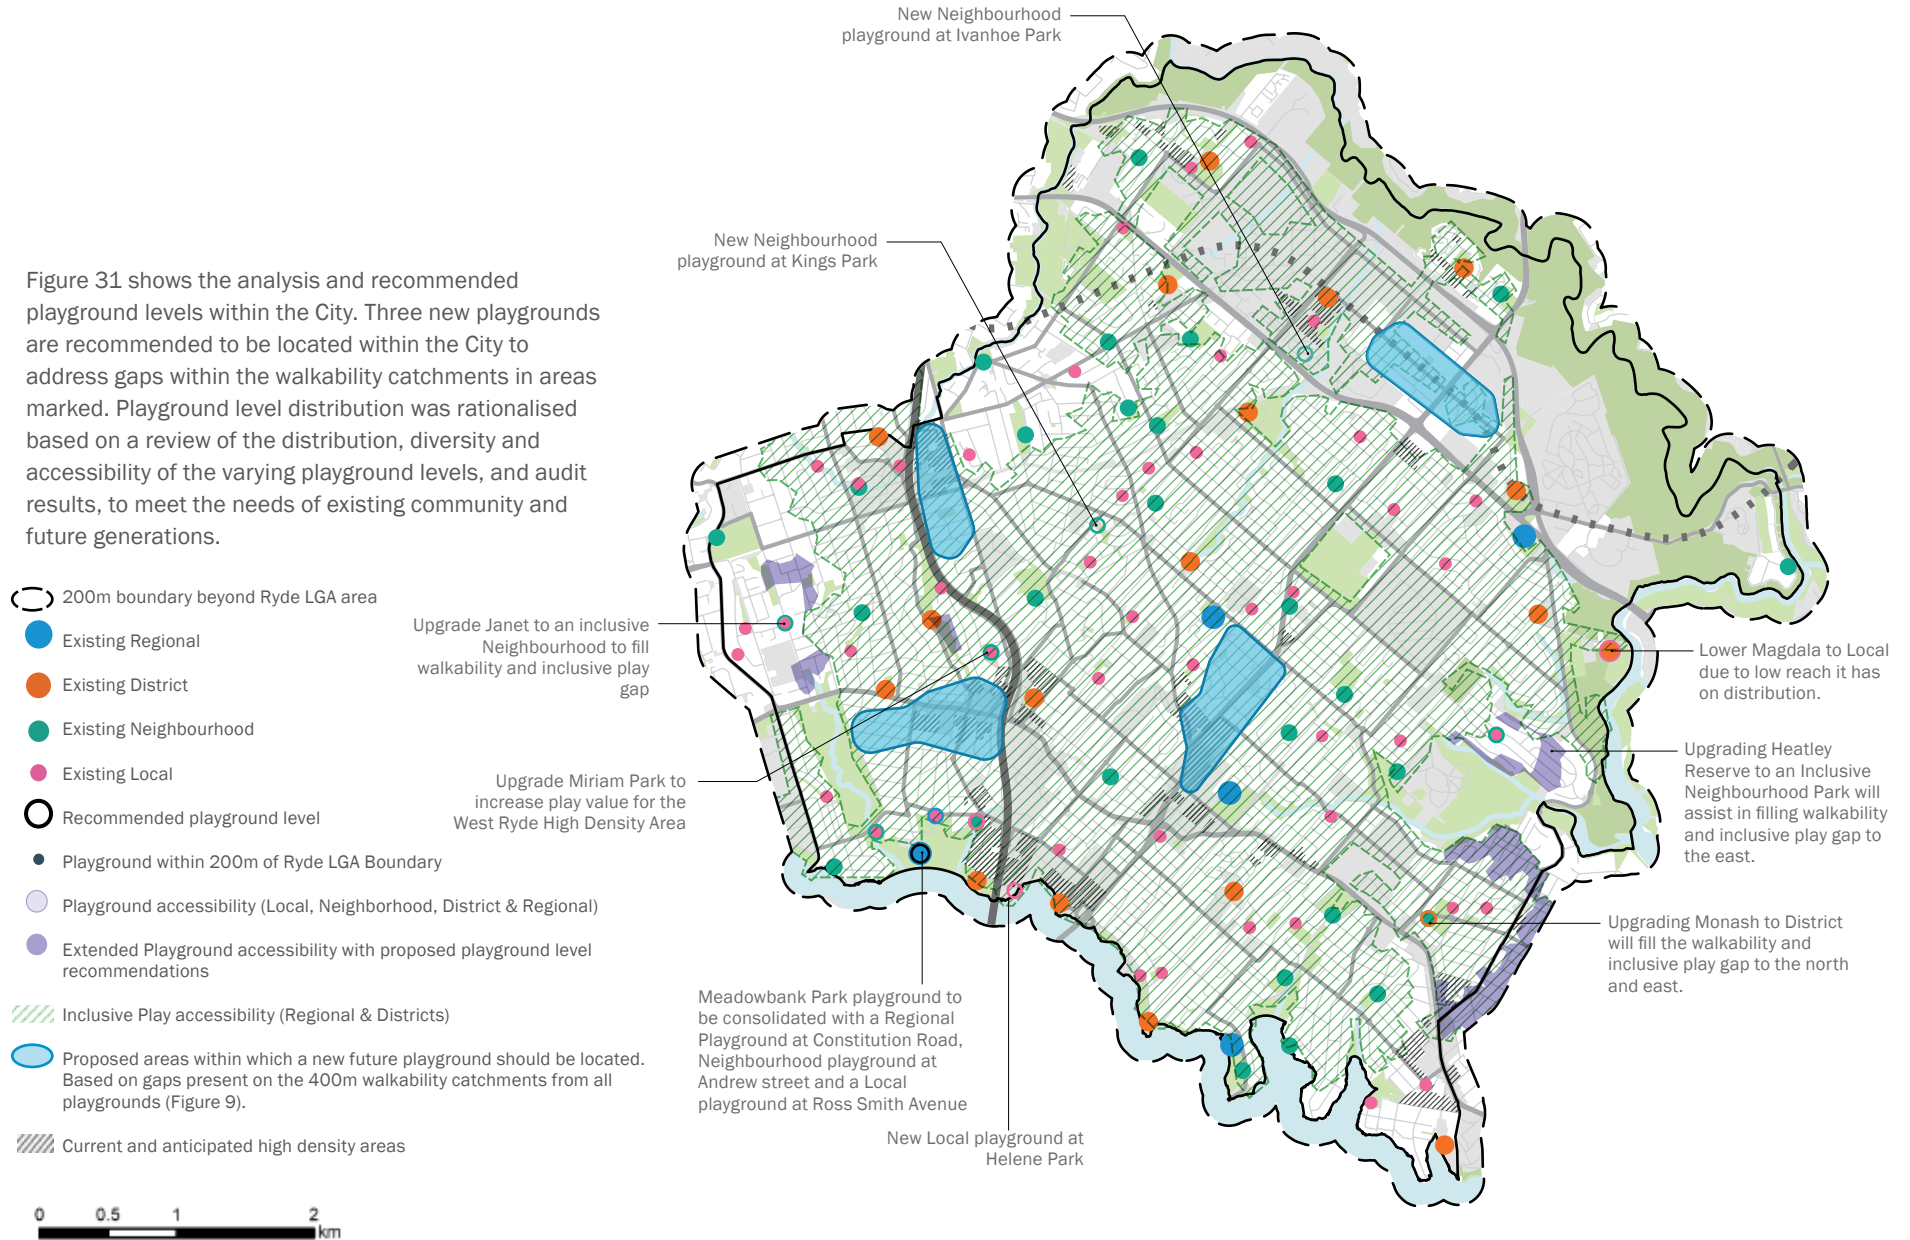 New Neighbourhood
playground at Ivanhoe Park
New Neighbourhood
playground at Kings Park
Figure 31 shows the analysis and recommended
playground levels within the City. Three new playgrounds
are recommended to be located within the City to
address gaps within the walkability catchments in areas
marked. Playground level distribution was rationalised
based on a review of the distribution, diversity and
accessibility of the varying playground levels, and audit
results, to meet the needs of existing community and
future generations.
200m boundary beyond Ryde LGA area
Existing Regional
Existing District
Existing Neighbourhood
Existing Local
Recommended playground level
Playground within 200m of Ryde LGA Boundary
Playground accessibility (Local, Neighborhood, District & Regional)
Extended Playground accessibility with proposed playground level
recommendations
Inclusive Play accessibility (Regional & Districts)
Proposed areas within which a new future playground should be located.
Based on gaps present on the 400m walkability catchments from all
playgrounds (Figure 9).
Current and anticipated high density areas
0 0.5 1 2
km
Upgrade Janet to an inclusive
Neighbourhood to fill
walkability and inclusive play
gap
Upgrade Miriam Park to
increase play value for the
West Ryde High Density Area
Meadowbank Park playground to
be consolidated with a Regional
Playground at Constitution Road,
Neighbourhood playground at
Andrew street and a Local
playground at Ross Smith Avenue
New Local playground at
Helene Park
Lower Magdala to Local
due to low reach it has
on distribution.
Upgrading Heatley
Reserve to an Inclusive
Neighbourhood Park will
assist in filling walkability
and inclusive play gap to
the east.
Upgrading Monash to District
will fill the walkability and
inclusive play gap to the north
and east.